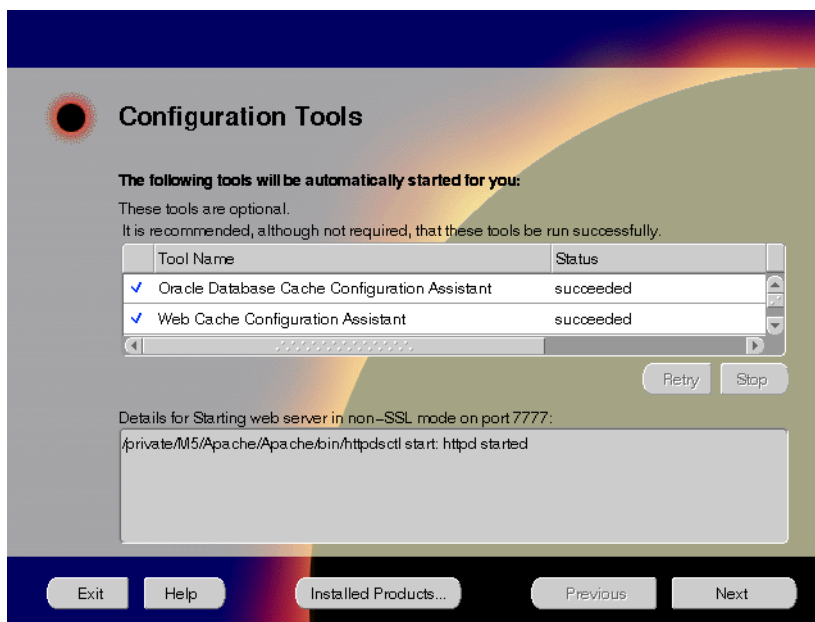 Configuration Tools
The following tools will be automatically started for you:
These tools are optional.
It is recommended, although not required, that these tools be run successfully.
Tool Name Status
Oracle Database Cache Configuration Assistant succeeded
Web Cache Configuration Assistant succeeded
Retry Stop
Details for Starting web server in non-SSL mode on port 7777:
/private/M5/Apache/Apache/bin/httpdsctl start: httpd started
Exit Help Installed Products... Previous Next